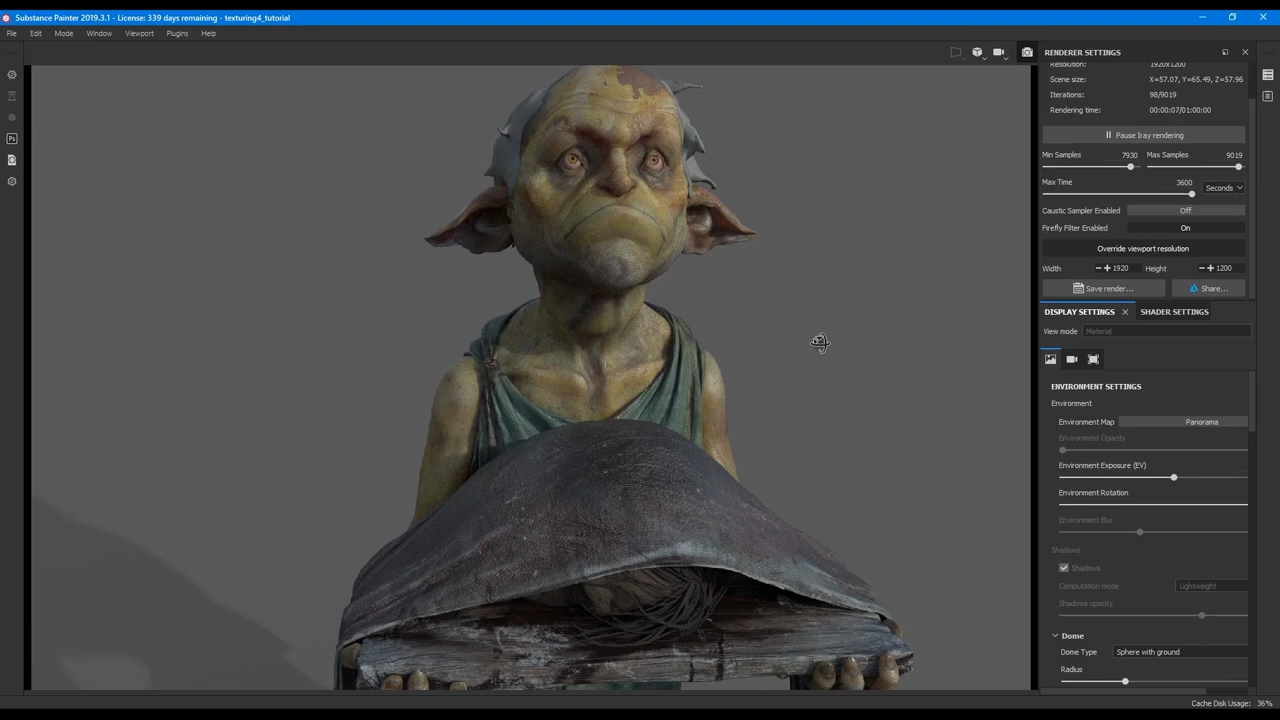 Substance Painter 2019.3.1 - License: 339 days remaining - texturing4_tutorial
File Edit Mode Window Viewport Plugins Help
RENDERER SETTINGS
Resolution: 1920x1200
Scene size: X=57.07, Y=65.49, Z=57.96
Iterations: 98/9019
Rendering time: 00:00:07/01:00:00
Pause Iray rendering
Min Samples 7930 Max Samples 9019
Max Time 3600 Seconds
Caustic Sampler Enabled Off
Firefly Filter Enabled On
Override viewport resolution
Width 1920 Height 1200
Save render... Share...
DISPLAY SETTINGS SHADER SETTINGS
View mode Material
ENVIRONMENT SETTINGS
Environment
Environment Map Panorama
Environment Opacity
Environment Exposure (EV)
Environment Rotation
Environment Blur
Shadows
Shadows
Computation mode Lightweight
Shadows opacity
Dome
Dome Type Sphere with ground
Radius
Cache Disk Usage: 36%
Ps